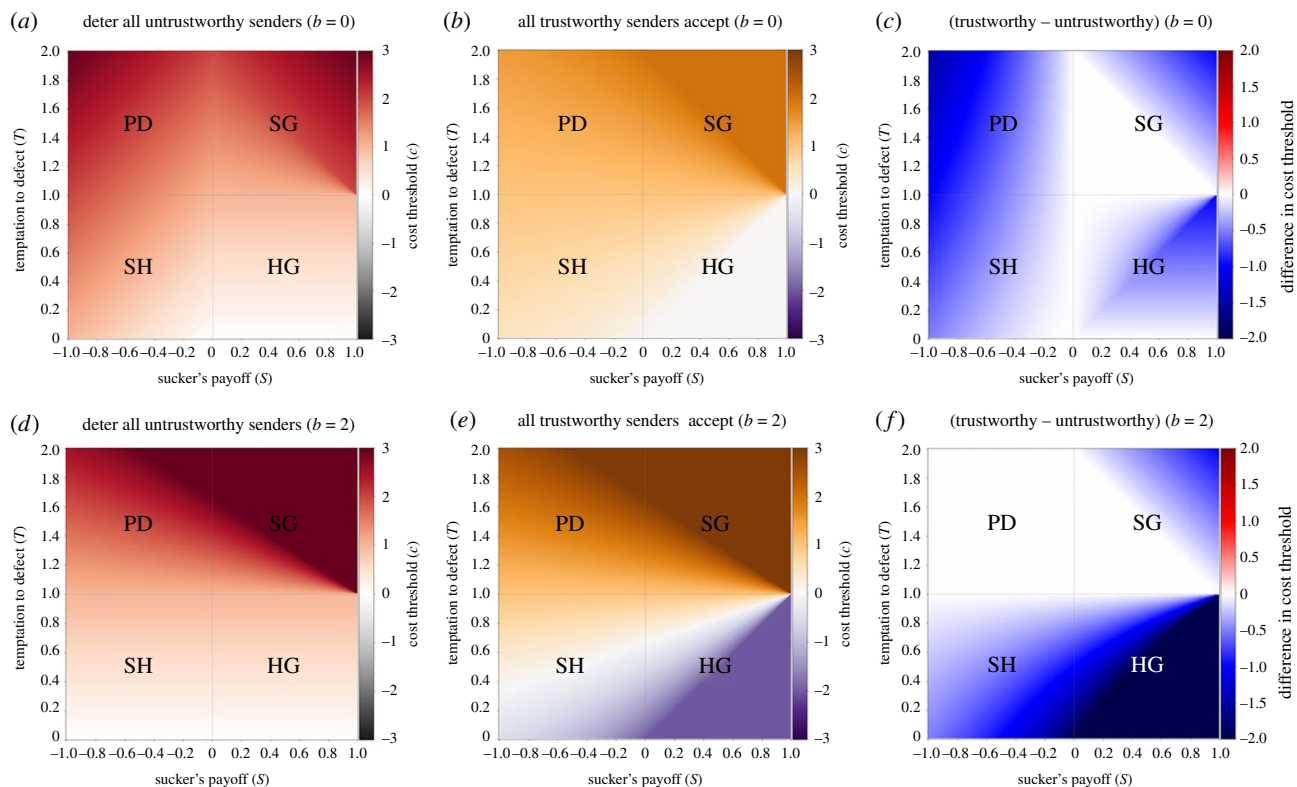 (a) deter all untrustworthy senders (b = 0)
temptation to defect (T)
2.0
1.8
1.6
1.4
1.2
1.0
0.8
0.6
0.4
0.2
0
PD
SG
SH
HG
–1.0 –0.8 –0.6 –0.4 –0.2 0 0.2 0.4 0.6 0.8 1.0
sucker's payoff (S)
3
2
1
0
–1
–2
–3
cost threshold (c)
(b) all trustworthy senders accept (b = 0)
temptation to defect (T)
2.0
1.8
1.6
1.4
1.2
1.0
0.8
0.6
0.4
0.2
0
PD
SG
SH
HG
–1.0 –0.8 –0.6 –0.4 –0.2 0 0.2 0.4 0.6 0.8 1.0
sucker's payoff (S)
3
2
1
0
–1
–2
–3
cost threshold (c)
(c) (trustworthy – untrustworthy) (b = 0)
temptation to defect (T)
2.0
1.8
1.6
1.4
1.2
1.0
0.8
0.6
0.4
0.2
0
PD
SG
SH
HG
–1.0 –0.8 –0.6 –0.4 –0.2 0 0.2 0.4 0.6 0.8 1.0
sucker's payoff (S)
2.0
1.5
1.0
0.5
0
–0.5
–1.0
–1.5
–2.0
difference in cost threshold
(d) deter all untrustworthy senders (b = 2)
temptation to defect (T)
2.0
1.8
1.6
1.4
1.2
1.0
0.8
0.6
0.4
0.2
0
PD
SG
SH
HG
–1.0 –0.8 –0.6 –0.4 –0.2 0 0.2 0.4 0.6 0.8 1.0
sucker's payoff (S)
3
2
1
0
–1
2
–3
cost threshold (c)
(e) all trustworthy senders accept (b = 2)
temptation to defect (T)
2.0
1.8
1.6
1.4
1.2
1.0
0.8
0.6
0.4
0.2
0
PD
SG
SH
HG
–1.0 –0.8 –0.6 –0.4 –0.2 0 0.2 0.4 0.6 0.8 1.0
sucker's payoff (S)
3
2
1
0
–1
–2
–3
cost threshold (c)
(f) (trustworthy – untrustworthy) (b = 2)
temptation to defect (T)
2.0
1.8
1.6
1.4
1.2
1.0
0.8
0.6
0.4
0.2
0
PD
SG
SH
HG
–1.0 –0.8 –0.6 –0.4 –0.2 0 0.2 0.4 0.6 0.8 1.0
sucker's payoff (S)
2.0
1.5
1.0
0.5
0
–0.5
–1.0
–1.5
–2.0
difference in cost threshold